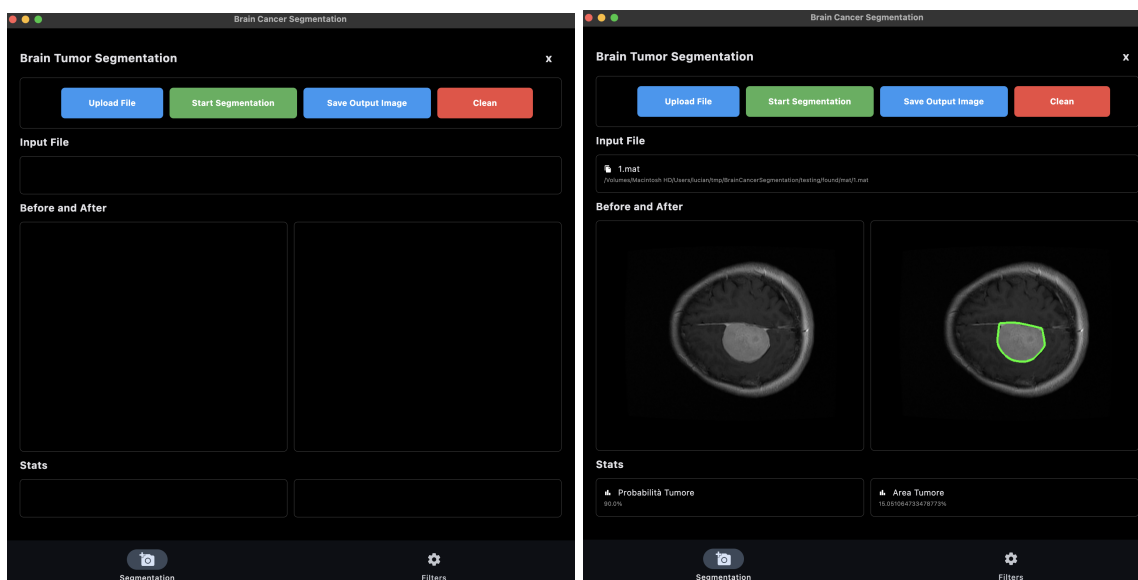 Brain Cancer Segmentation
Brain Tumor Segmentation x
Upload File Start Segmentation Save Output Image Clean
Input File
Before and After
Stats
Segmentation Filters
Brain Cancer Segmentation
Brain Tumor Segmentation x
Upload File Start Segmentation Save Output Image Clean
Input File
1.mat
/Volumes/Macintosh HD/Users/lucian/tmp/BrainCancerSegmentation/testing/found/mat/1.mat
Before and After
Stats
Probabilità Tumore Area Tumore
90.0% 15.051064733478773%
Segmentation Filters